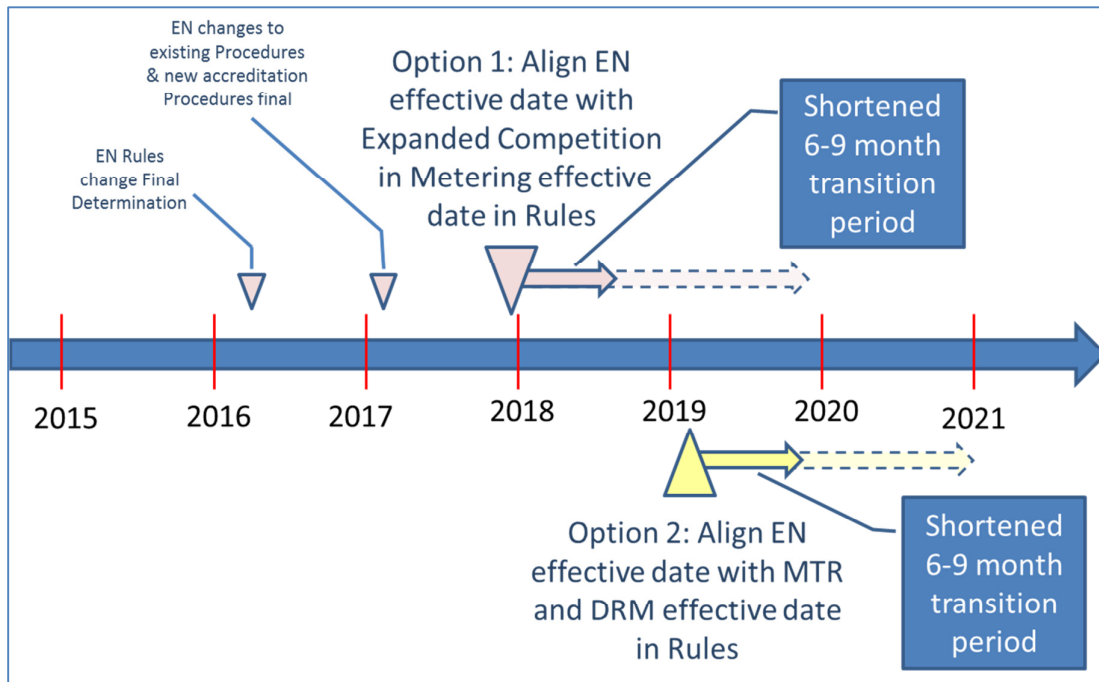 EN changes to
existing Procedures
& new accreditation
Procedures final
EN Rules
change Final
Determination
Option 1: Align EN
effective date with
Expanded Competition
in Metering effective
date in Rules
Shortened
6-9 month
transition
period
2015
2016
2017
2018
2019
2020
2021
Option 2: Align EN
effective date with MTR
and DRM effective date
in Rules
Shortened
6-9 month
transition
period